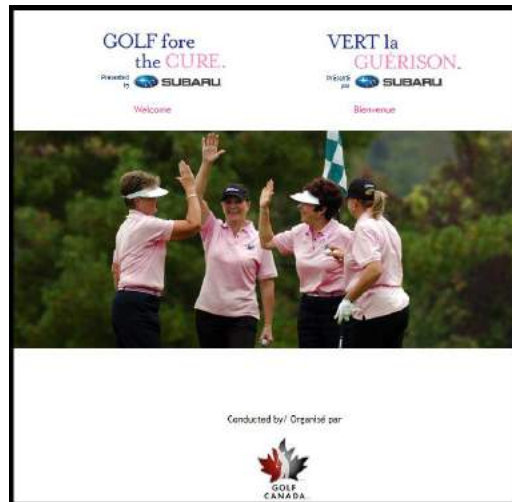 GOLF fore
the CURE.
Presented
by SUBARU
Welcome
VERT la
GUÉRISON.
Présenté
par SUBARU
Bienvenue
Conducted by/ Organisé par
GOLF
CANADA